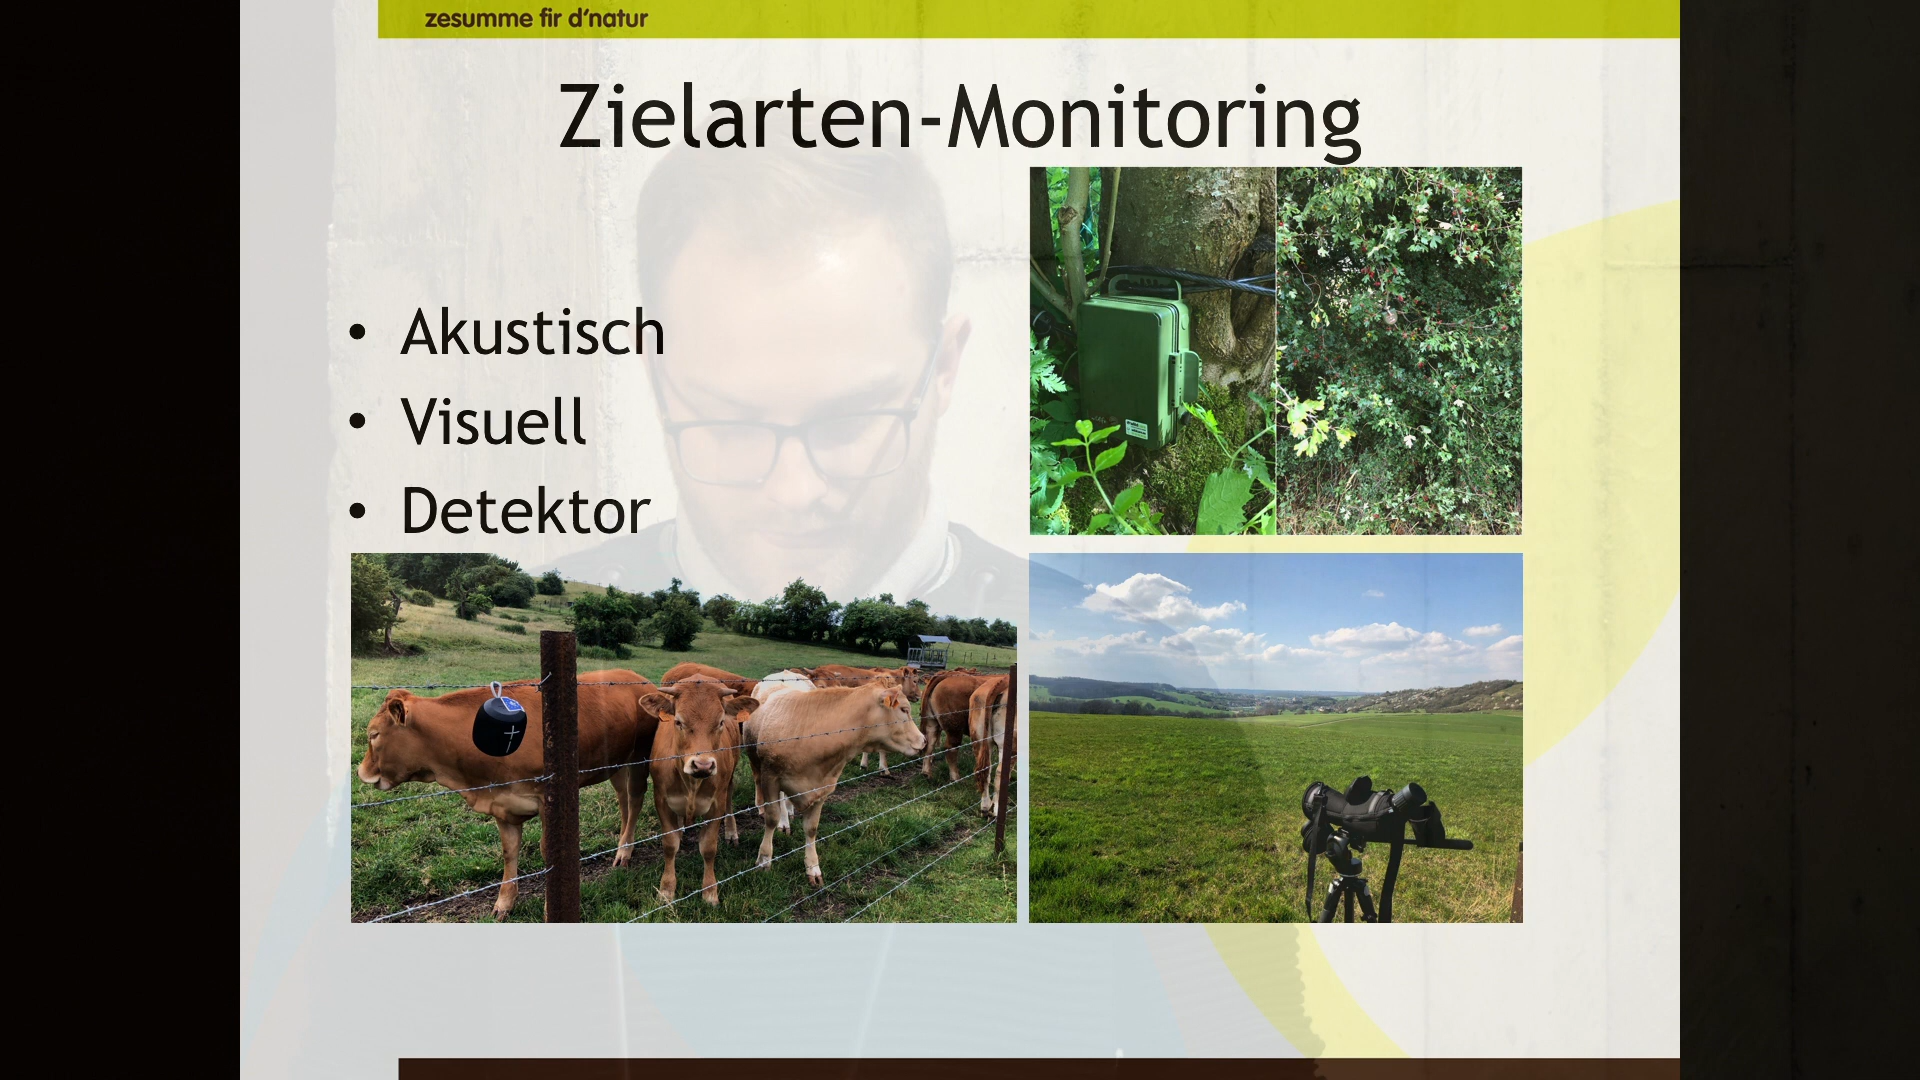 zesumme fir d'natur
Zielarten-Monitoring
• Akustisch
• Visuell
• Detektor